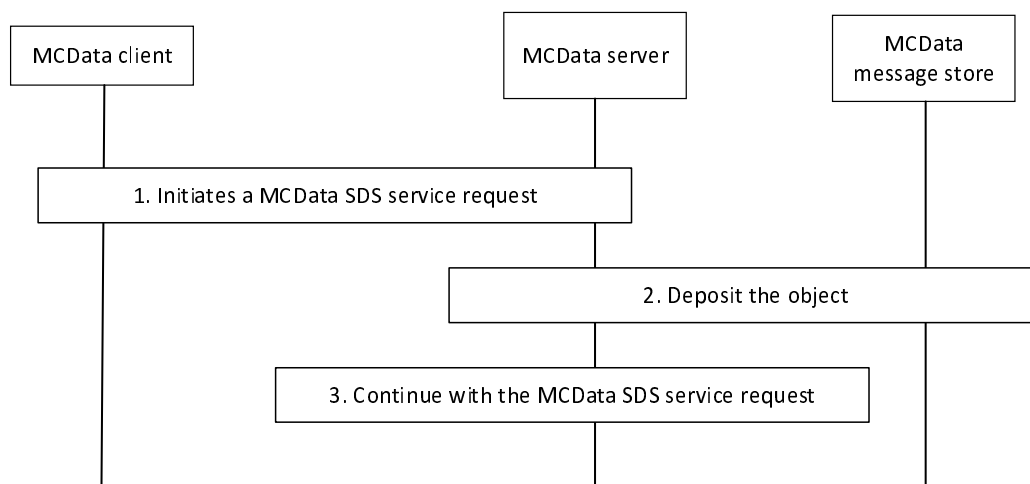 MCData client
MCData server
MCData
message store
1. Initiates a MCData SDS service request
2. Deposit the object
3. Continue with the MCData SDS service request